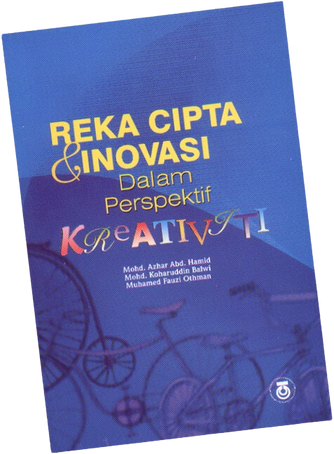 REKA CIPTA
& INOVASI
Dalam
Perspektif
KReATIVITI
Mohd. Azhar Abd. Hamid
Mohd. Koharuddin Balwi
Muhamed Fauzi Othman